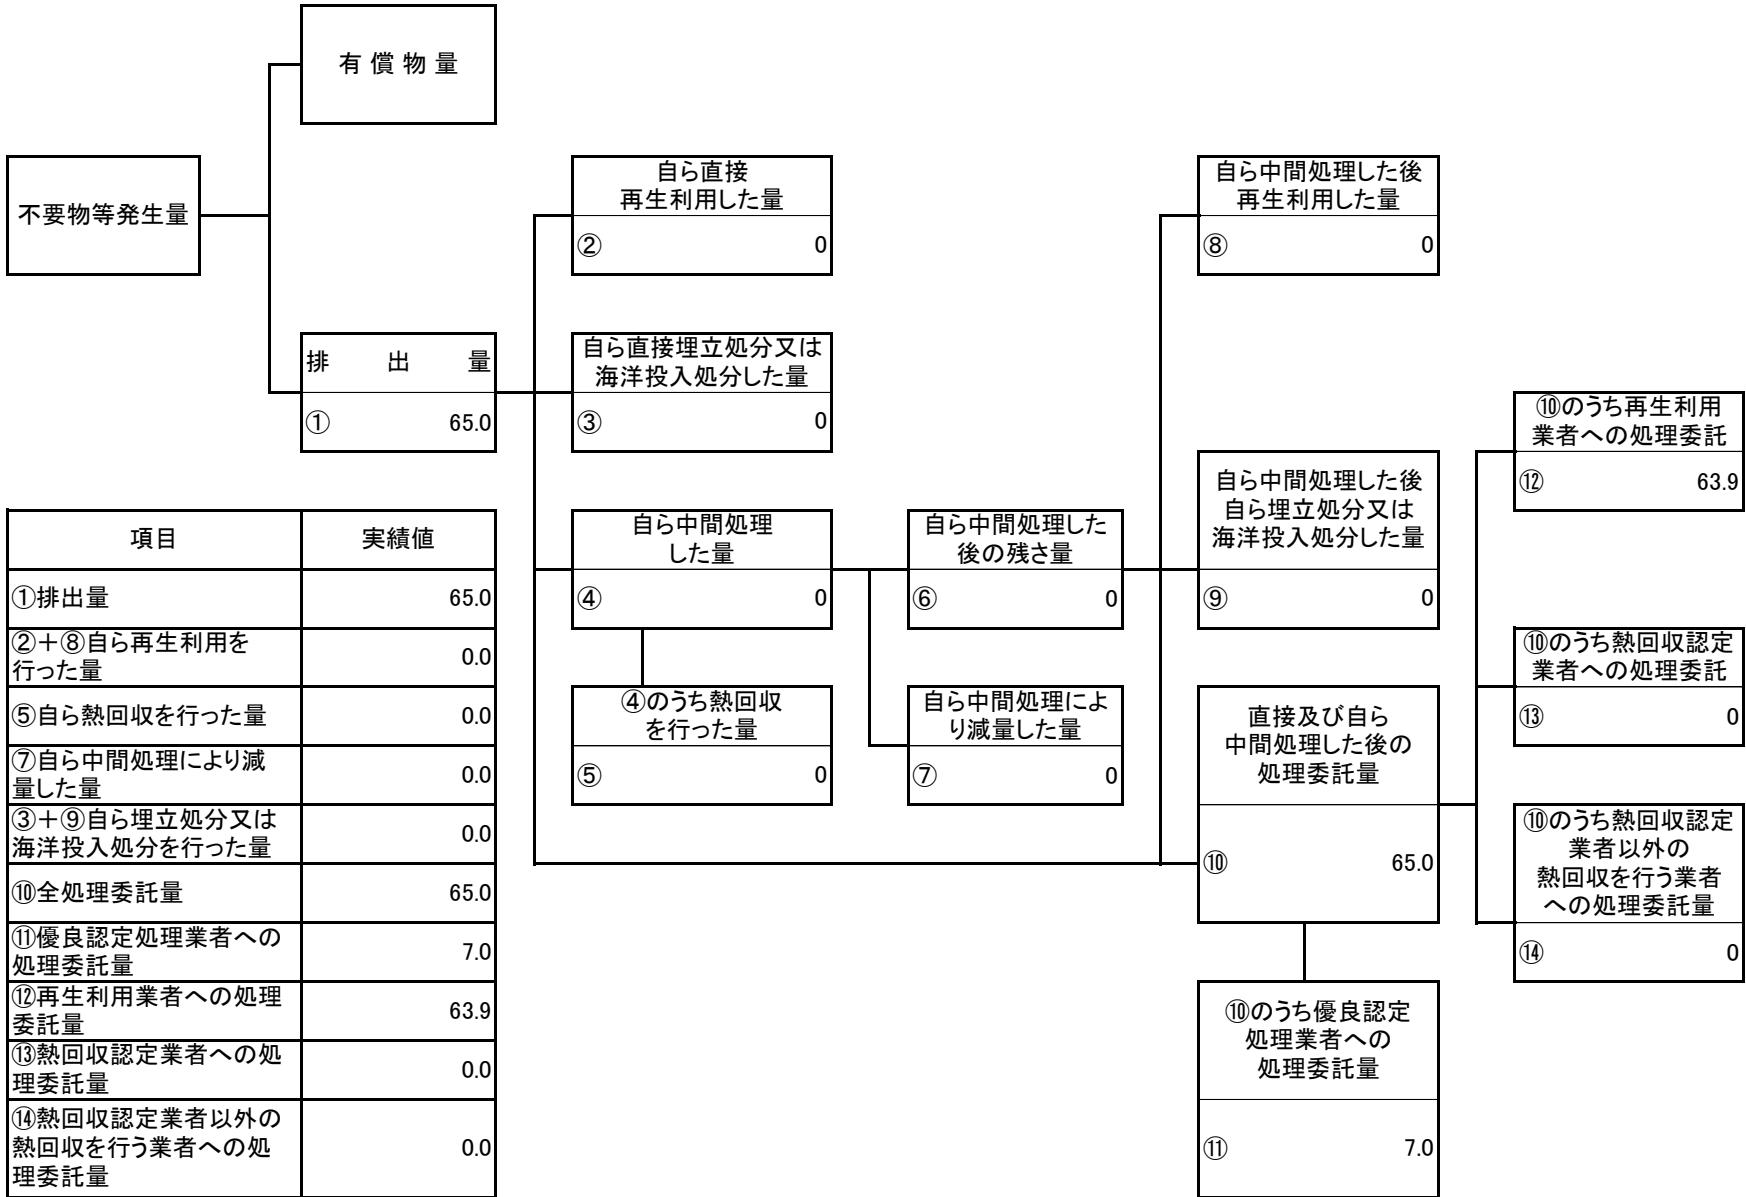 有 償 物 量
不要物等発生量
自ら直接
再生利用した量
② 0
自ら中間処理した後
再生利用した量
⑧ 0
排 出 量
① 65.0
自ら直接埋立処分又は
海洋投入処分した量
③ 0
⑩のうち再生利用
業者への処理委託
⑫ 63.9
自ら中間処理した後
自ら埋立処分又は
海洋投入処分した量
⑨ 0
自ら中間処理
した量
④ 0
自ら中間処理した
後の残さ量
⑥ 0
⑩のうち熱回収認定
業者への処理委託
⑬ 0
④のうち熱回収
を行った量
⑤ 0
自ら中間処理によ
り減量した量
⑦ 0
直接及び自ら
中間処理した後の
処理委託量
⑩ 65.0
⑩のうち熱回収認定
業者以外の
熱回収を行う業者
への処理委託量
⑭ 0
⑩のうち優良認定
処理業者への
処理委託量
⑪ 7.0
項目 実績値
①排出量 65.0
②＋⑧自ら再生利用を
行った量 0.0
⑤自ら熱回収を行った量 0.0
⑦自ら中間処理により減
量した量 0.0
③＋⑨自ら埋立処分又は
海洋投入処分を行った量 0.0
⑩全処理委託量 65.0
⑪優良認定処理業者への
処理委託量 7.0
⑫再生利用業者への処理
委託量 63.9
⑬熱回収認定業者への処
理委託量 0.0
⑭熱回収認定業者以外の
熱回収を行う業者への処 0.0
理委託量